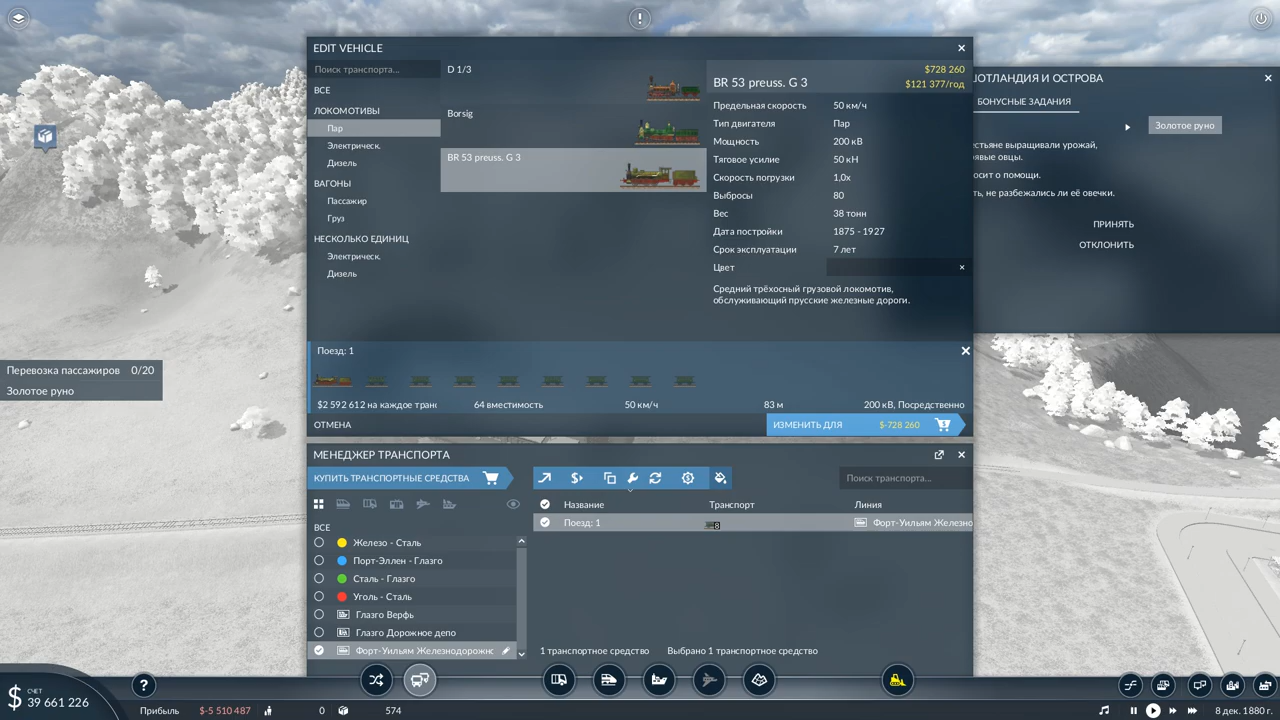 EDIT VEHICLE
Поиск транспорта...
ВСЕ
ЛОКОМОТИВЫ
Пар
Электрическ.
Дизель
ВАГОНЫ
Пассажир
Груз
НЕСКОЛЬКО ЕДИНИЦ
Электрическ.
Дизель
D 1/3
Borsig
BR 53 preuss. G 3
BR 53 preuss. G 3
$728 260
$121 377/год
Предельная скорость 50 км/ч
Тип двигателя Пар
Мощность 200 кВ
Тяговое усилие 50 кН
Скорость погрузки 1,0x
Выбросы 80
Вес 38 тонн
Дата постройки 1875 - 1927
Срок эксплуатации 7 лет
Цвет
Средний трёхосный грузовой локомотив,
обслуживающий прусские железные дороги.
Поезд: 1
$2 592 612 на каждое транс 64 вместимость 50 км/ч 83 м 200 кВ, Посредственно
ОТМЕНА
ИЗМЕНИТЬ ДЛЯ $-728 260
ШОТЛАНДИЯ И ОСТРОВА
БОНУСНЫЕ ЗАДАНИЯ
Золотое руно
естьяне выращивали урожай,
рявые овцы.
осит о помощи.
ть, не разбежались ли её овечки.
ПРИНЯТЬ
ОТКЛОНИТЬ
Перевозка пассажиров 0/20
Золотое руно
МЕНЕДЖЕР ТРАНСПОРТА
КУПИТЬ ТРАНСПОРТНЫЕ СРЕДСТВА
Поиск транспорта...
ВСЕ
Железо - Сталь
Порт-Эллен - Глазго
Сталь - Глазго
Уголь - Сталь
Глазго Верфь
Глазго Дорожное депо
Форт-Уильям Железнодорожнс
Название Транспорт Линия
Поезд: 1 8 Форт-Уильям Железно
1 транспортное средство Выбрано 1 транспортное средство
$ СЧЕТ
39 661 226
?
Прибыль $-5 510 487 0 574
8 дек. 1880 г.